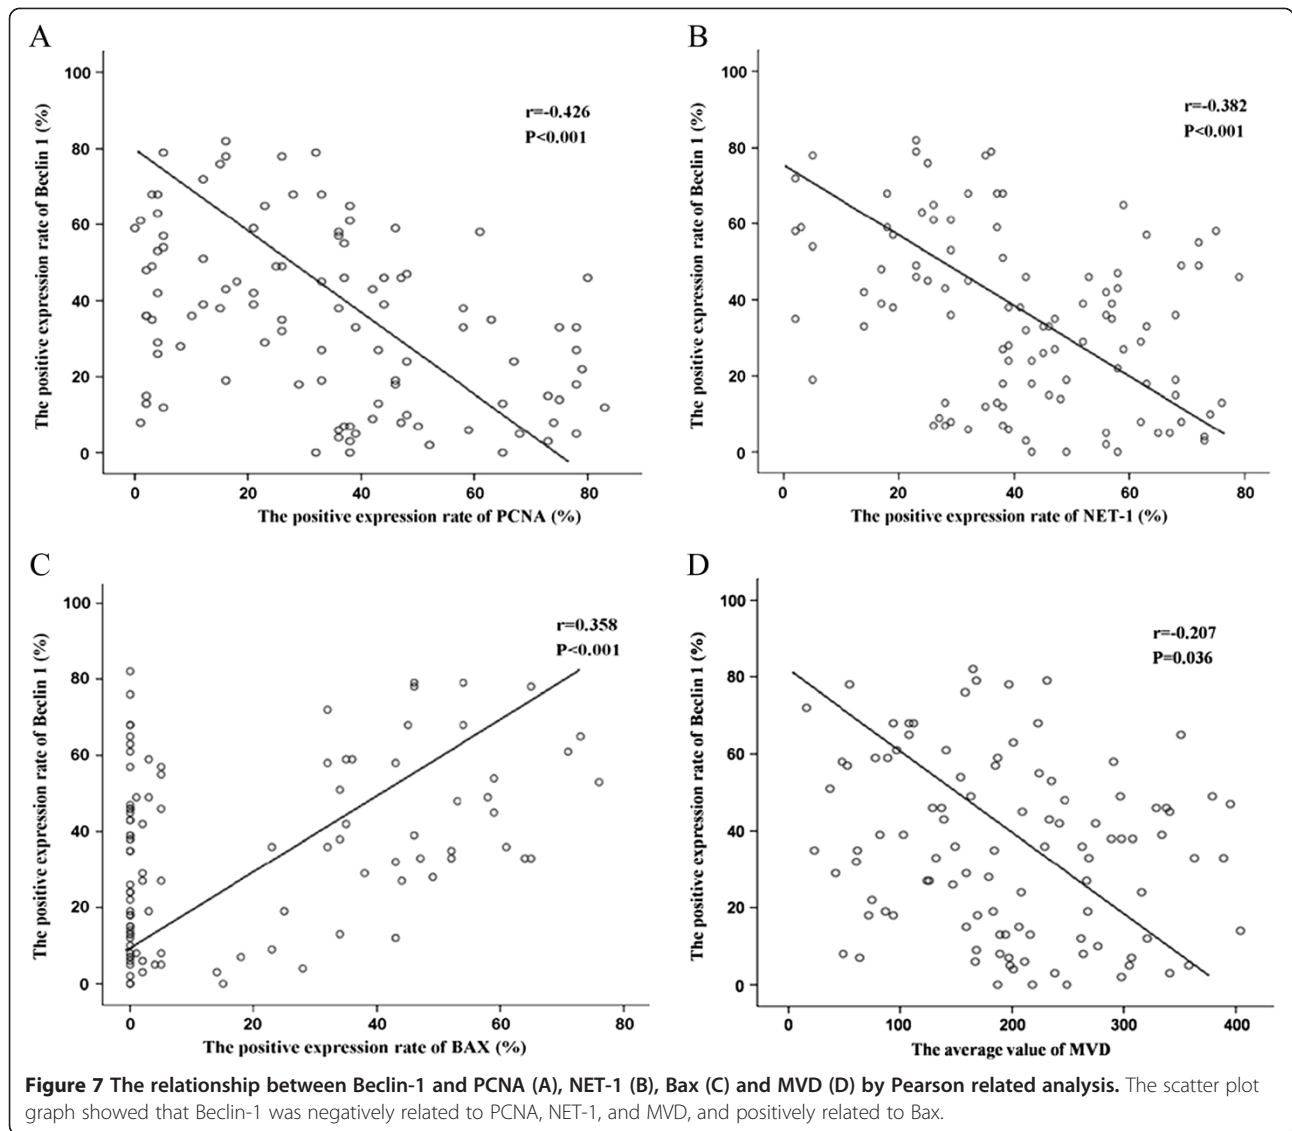 A
100
80
60
40
20
0
The positive expression rate of Beclin 1 (%)
r=-0.426
P<0.001
0 20 40 60 80
The positive expression rate of PCNA (%)
B
100
80
60
40
20
0
The positive expression rate of Beclin 1 (%)
r=-0.382
P<0.001
0 20 40 60 80
The positive expression rate of NET-1 (%)
C
100
80
60
40
20
0
The positive expression rate of Beclin 1 (%)
r=0.358
P<0.001
0 20 40 60 80
The positive expression rate of BAX (%)
D
100
80
60
40
20
0
The positive expression rate of Beclin 1 (%)
r=-0.207
P=0.036
0 100 200 300 400
The average value of MVD
Figure 7 The relationship between Beclin-1 and PCNA (A), NET-1 (B), Bax (C) and MVD (D) by Pearson related analysis. The scatter plot
graph showed that Beclin-1 was negatively related to PCNA, NET-1, and MVD, and positively related to Bax.